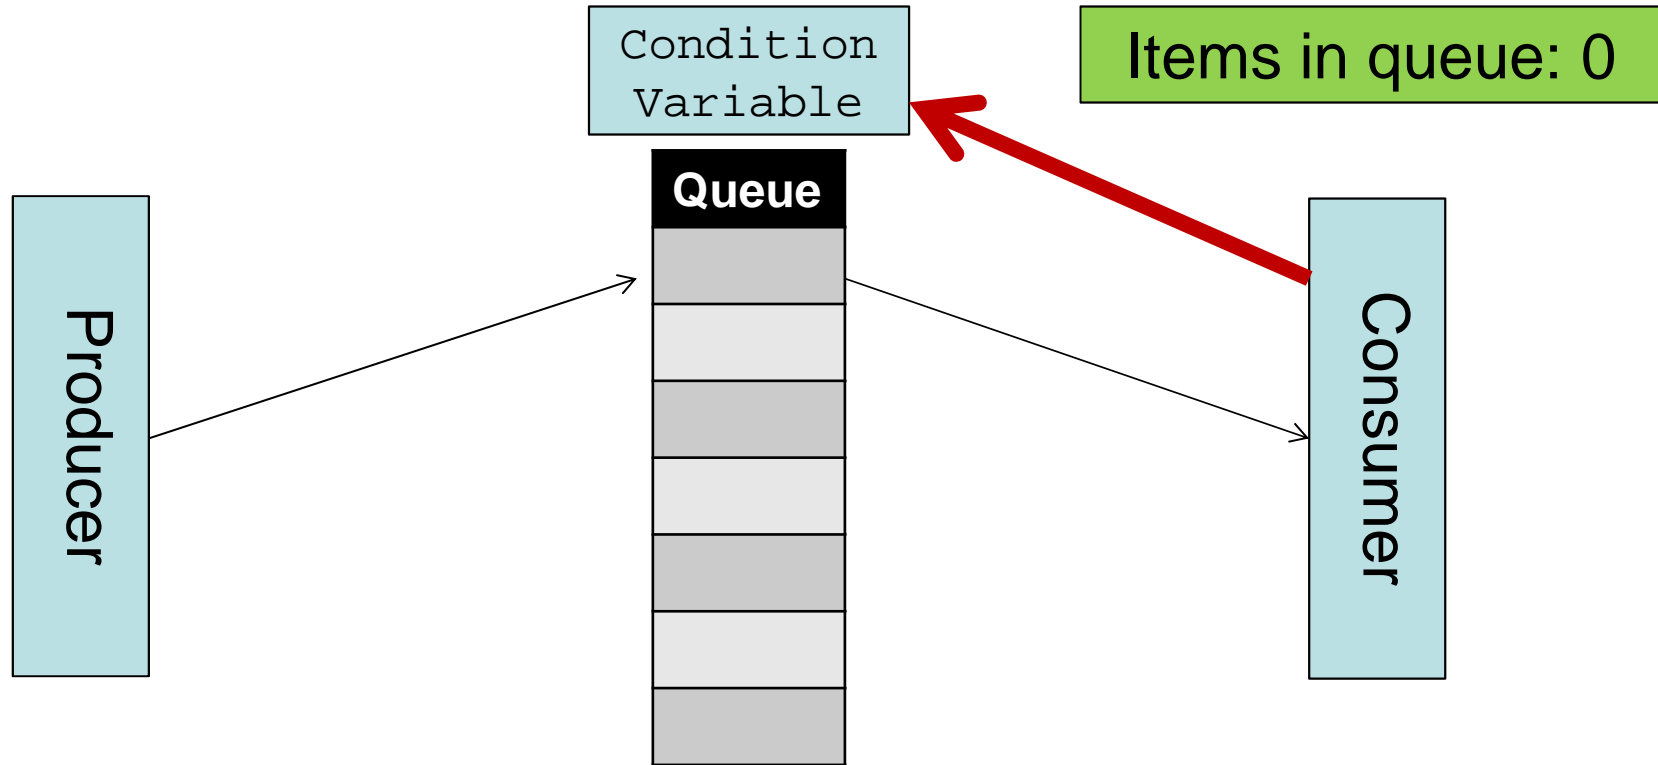 Condition
Variable
Items in queue: 0
Queue
Producer
Consumer